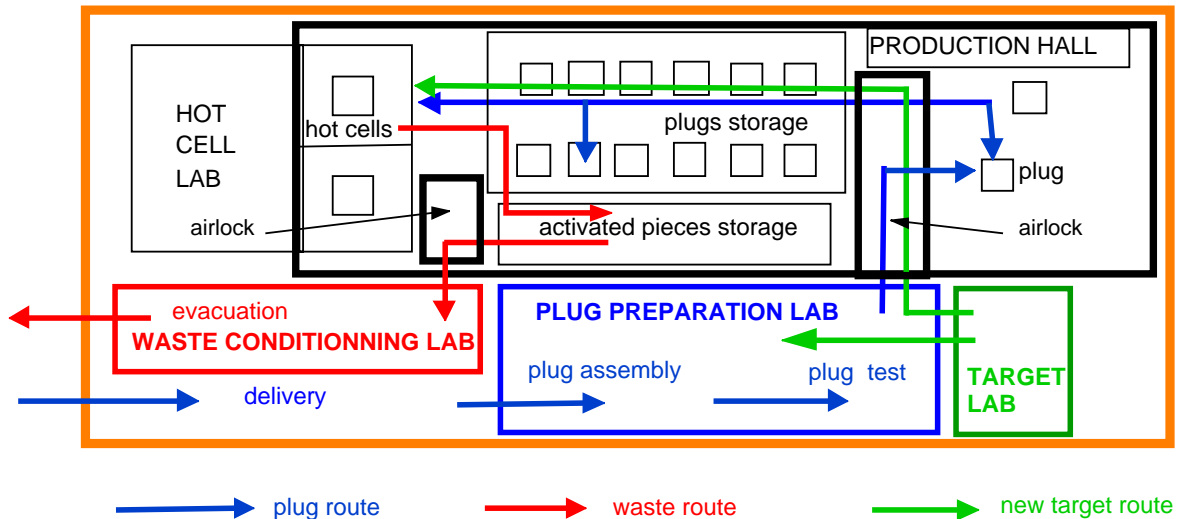 PRODUCTION HALL
HOT
CELL
LAB
hot cells
plugs storage
plug
airlock
activated pieces storage
airlock
evacuation
WASTE CONDITIONNING LAB
PLUG PREPARATION LAB
plug assembly
plug test
TARGET
LAB
delivery
plug route
waste route
new target route